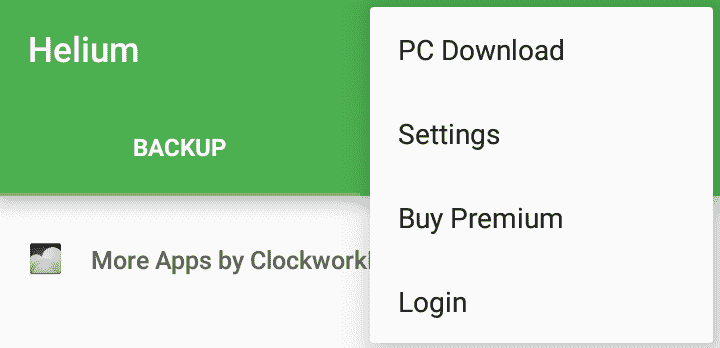 Helium
BACKUP
More Apps by Clockwork
PC Download
Settings
Buy Premium
Login